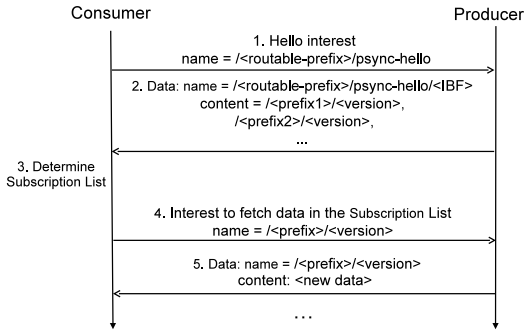 Consumer
Producer
1. Hello interest
name = /<routable-prefix>/psync-hello
2. Data: name = /<routable-prefix>/psync-hello/<IBF>
content = /<prefix1>/<version>,
/<prefix2>/<version>,
...
3. Determine
Subscription List
4. Interest to fetch data in the Subscription List
name = /<prefix>/<version>
5. Data: name = /<prefix>/<version>
content: <new data>
...